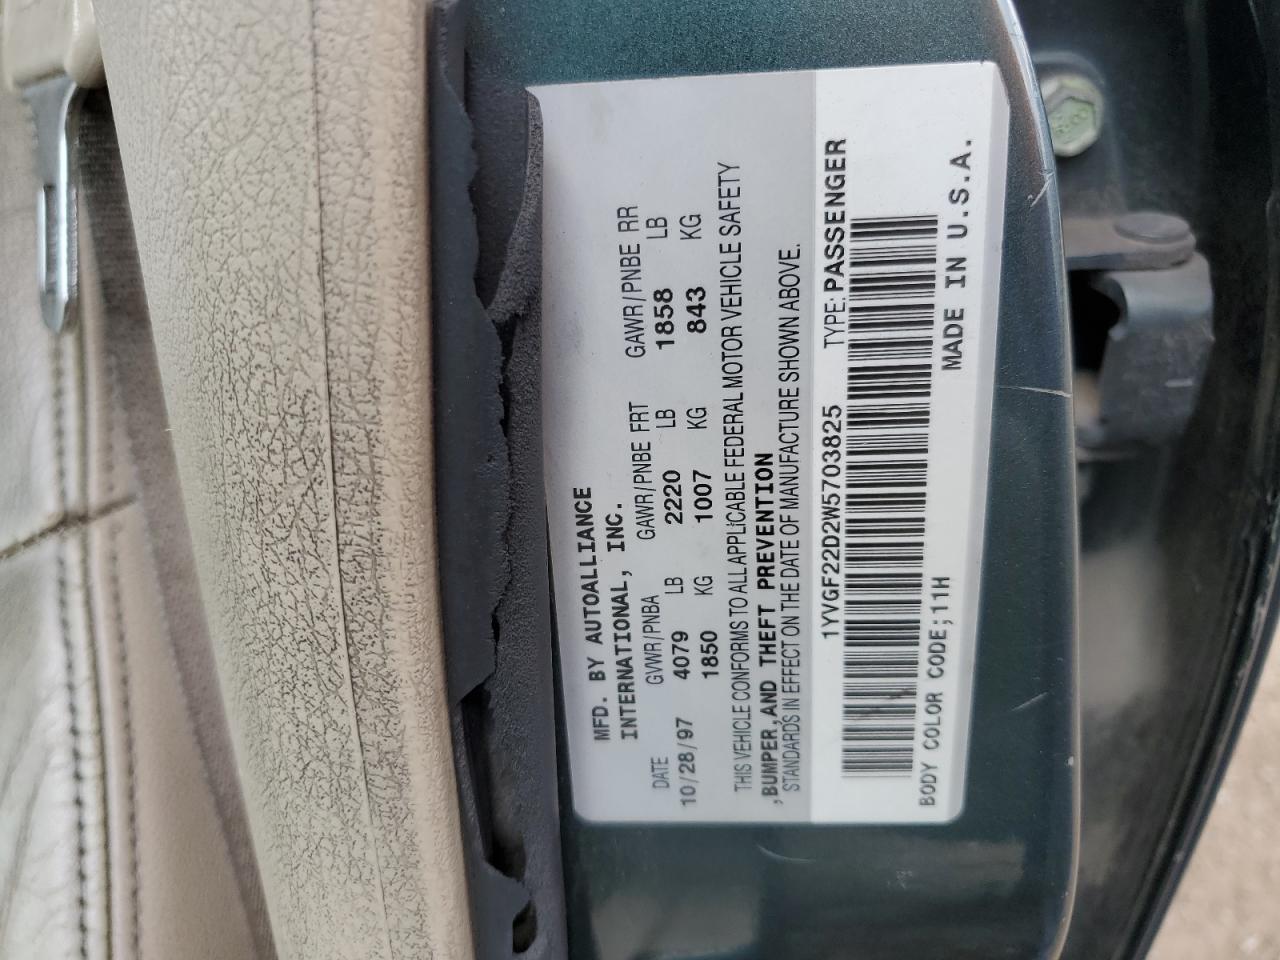 MFD. BY AUTOALLIANCE
INTERNATIONAL, INC.
DATE GVWR/PNBA GAWR/PNBE FRT GAWR/PNBE RR
10/28/97 4079 LB 2220 LB 1858 LB
1850 KG 1007 KG 843 KG
THIS VEHICLE CONFORMS TO ALL APPLICABLE FEDERAL MOTOR VEHICLE SAFETY
,BUMPER,AND THEFT PREVENTION
STANDARDS IN EFFECT ON THE DATE OF MANUFACTURE SHOWN ABOVE.
1YVGF22D2W5703825 TYPE: PASSENGER
BODY COLOR CODE;11H MADE IN U.S.A.